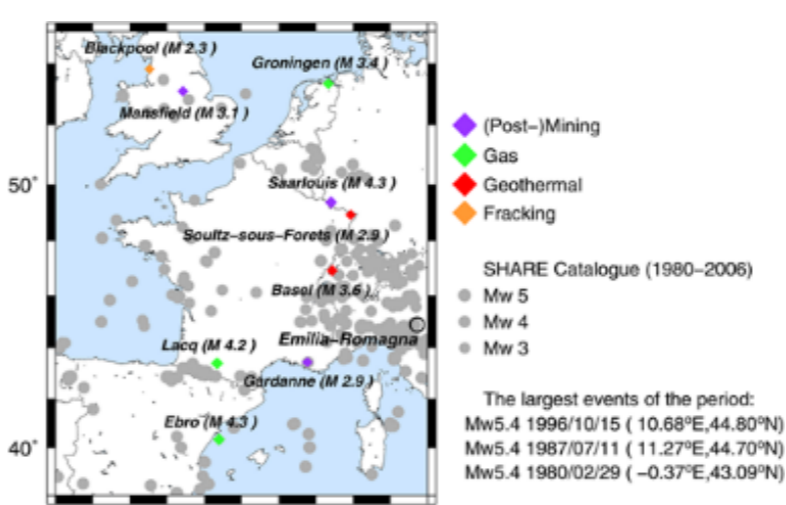 Blackpool (M 2.3 )
Groningen (M 3.4 )
Mansfield (M 3.1 )
50°
Saarlouis (M 4.3 )
Soultz-sous-Forets (M 2.9 )
Basel (M 3.6 )
Lacq (M 4.2 )
Emilia-Romagna
Gardanne (M 2.9 )
Ebro (M 4.3 )
40°
(Post-)Mining
Gas
Geothermal
Fracking
SHARE Catalogue (1980-2006)
Mw 5
Mw 4
Mw 3
The largest events of the period:
Mw5.4 1996/10/15 ( 10.68ºE,44.80ºN)
Mw5.4 1987/07/11 ( 11.27ºE,44.70ºN)
Mw5.4 1980/02/29 ( -0.37ºE,43.09ºN)